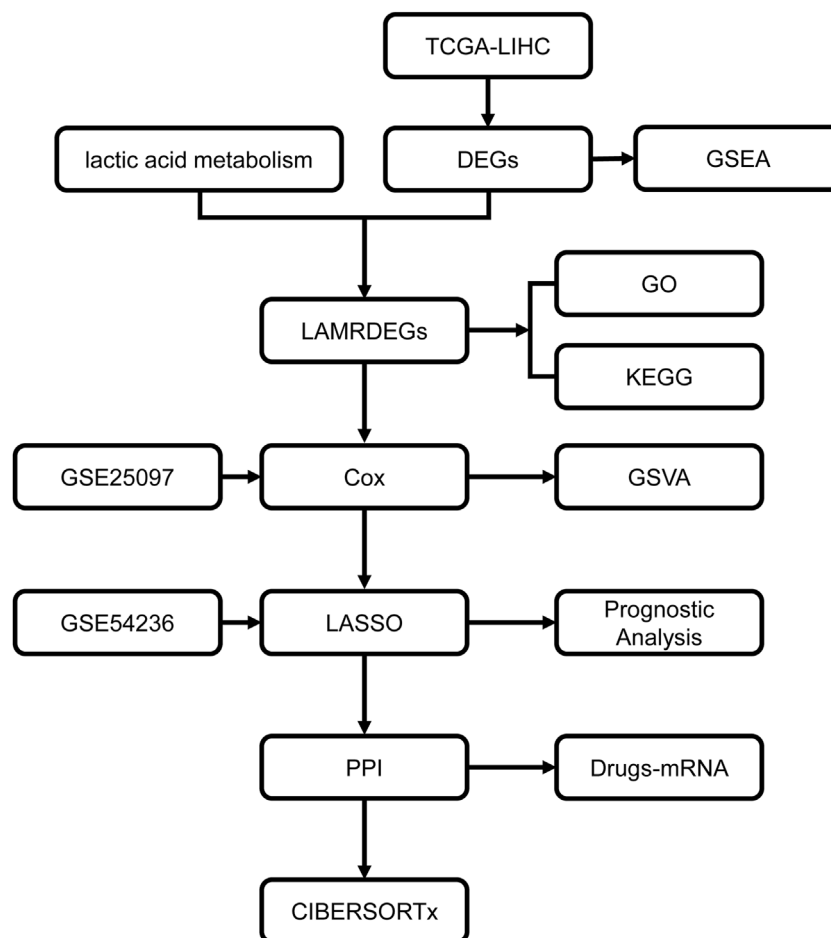 TCGA-LIHC
lactic acid metabolism
DEGs
GSEA
GO
LAMRDEGs
KEGG
GSE25097
Cox
GSVA
GSE54236
LASSO
Prognostic
Analysis
PPI
Drugs-mRNA
CIBERSORTx